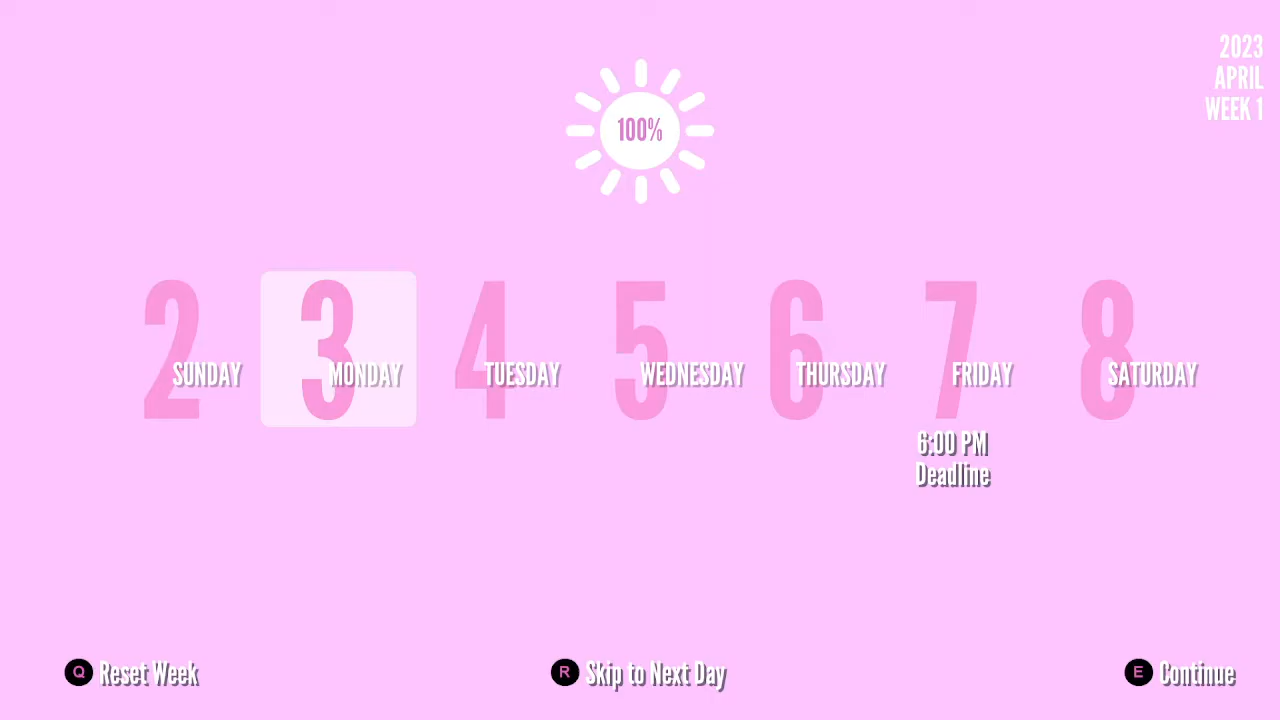 2023
APRIL
WEEK 1
100%
2 SUNDAY
3 MONDAY
4 TUESDAY
5 WEDNESDAY
6 THURSDAY
7 FRIDAY
8 SATURDAY
6:00 PM
Deadline
Q Reset Week
R Skip to Next Day
E Continue